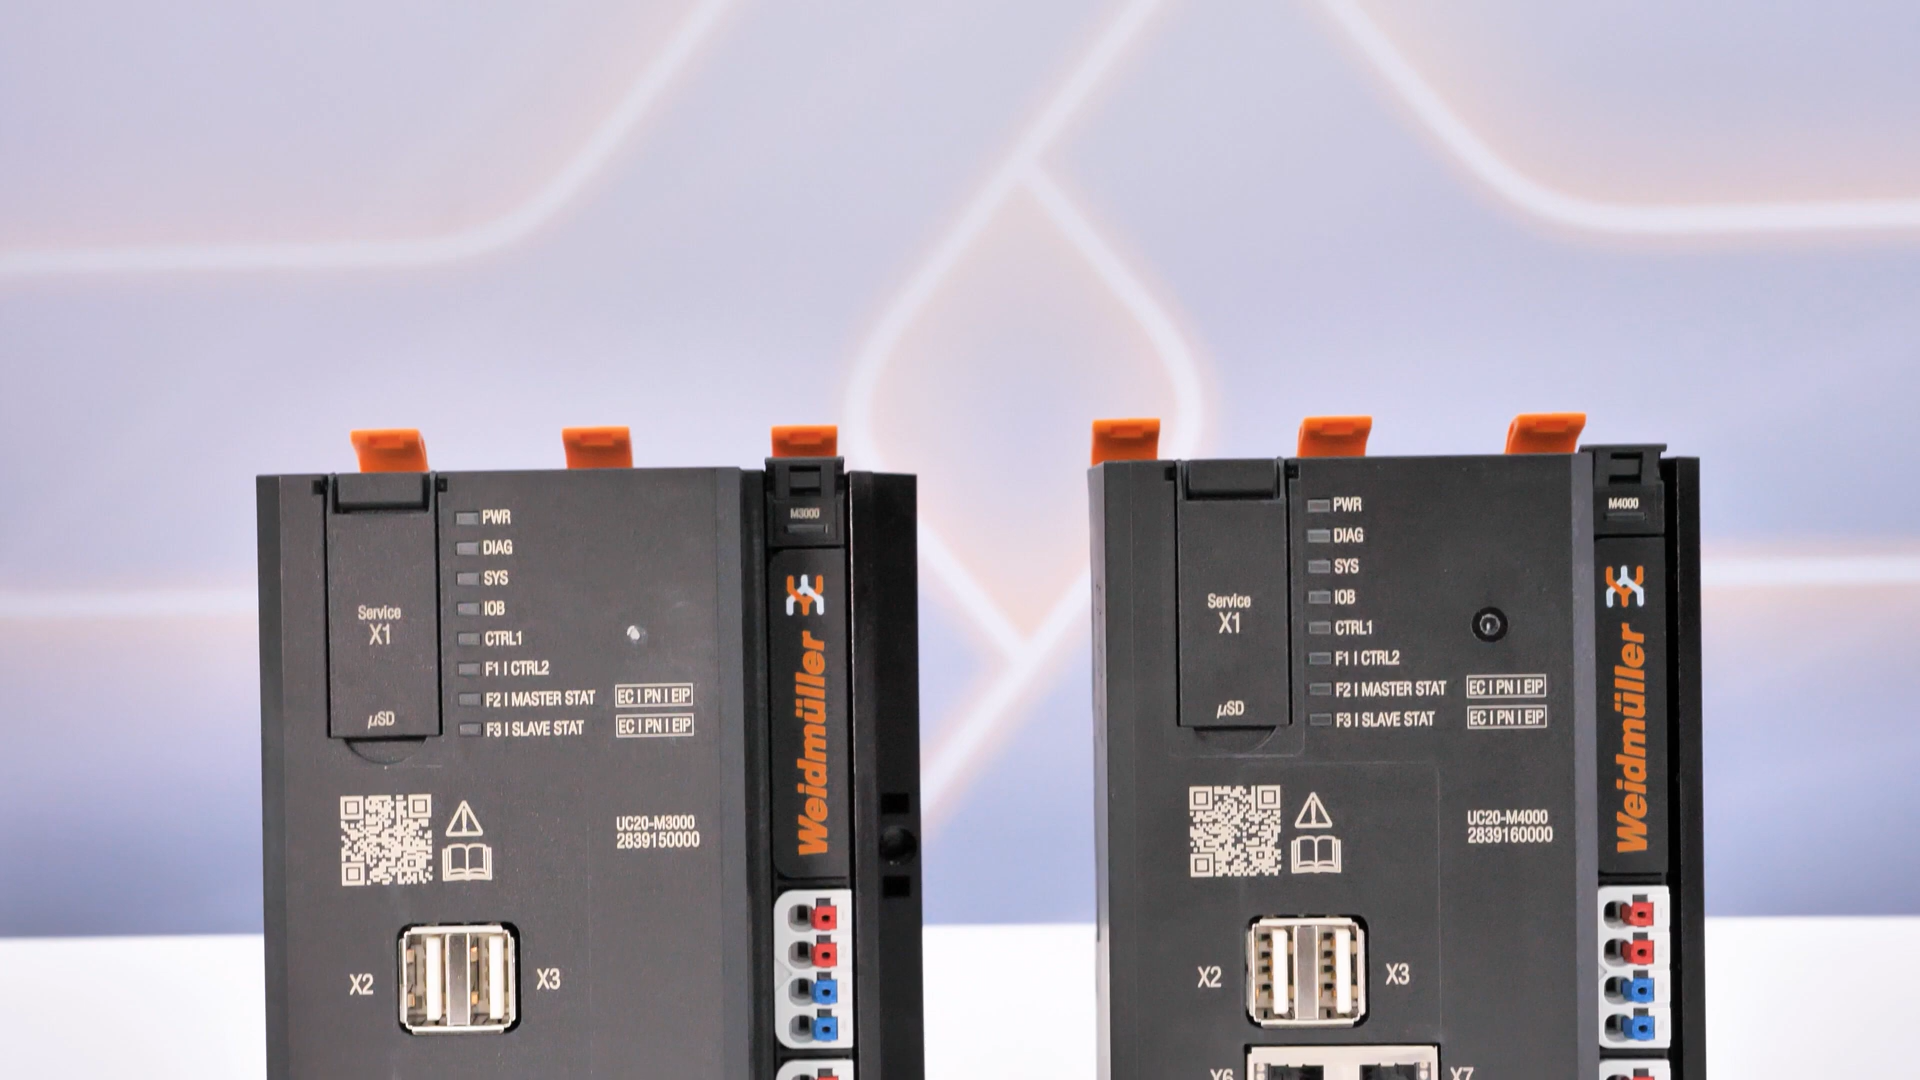 M3000
PWR
DIAG
SYS
IOB
CTRL1
F1 | CTRL2
F2 | MASTER STAT
EC | PN | EIP
F3 | SLAVE STAT
EC | PN | EIP
Service
X1
µSD
Weidmüller
UC20-M3000
2839150000
X2
X3
M4000
PWR
DIAG
SYS
IOB
CTRL1
F1 | CTRL2
F2 | MASTER STAT
EC | PN | EIP
F3 | SLAVE STAT
EC | PN | EIP
Service
X1
µSD
Weidmüller
UC20-M4000
2839160000
X2
X3
X6
X7